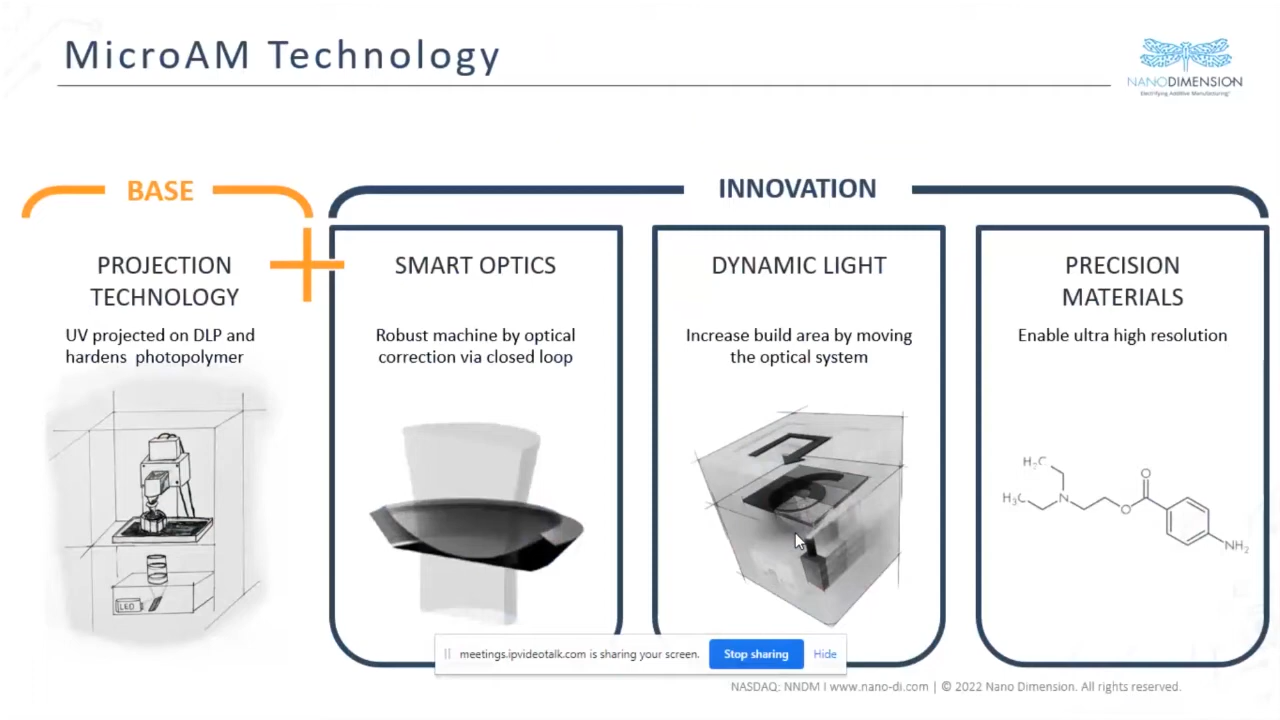 MicroAM Technology
NANODIMENSION
Electrifying Additive Manufacturing®
BASE
INNOVATION
PROJECTION
TECHNOLOGY
UV projected on DLP and
hardens photopolymer
LED
SMART OPTICS
Robust machine by optical
correction via closed loop
DYNAMIC LIGHT
Increase build area by moving
the optical system
PRECISION
MATERIALS
Enable ultra high resolution
H₃C
H₃C
N
O
O
NH₂
meetings.ipvideotalk.com is sharing your screen.
Stop sharing
Hide
NASDAQ: NNDM I www.nano-di.com | © 2022 Nano Dimension. All rights reserved.